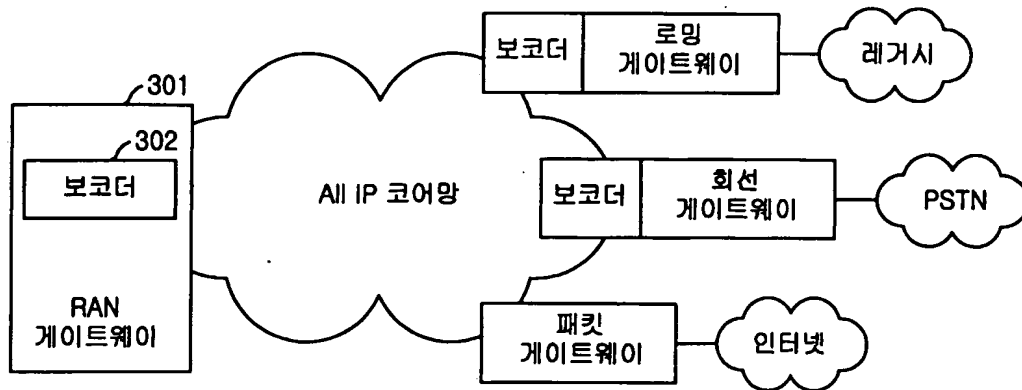 301
302
보코더
RAN
게이트웨이
All IP 코어망
보코더
로밍
게이트웨이
레거시
보코더
회선
게이트웨이
PSTN
패킷
게이트웨이
인터넷